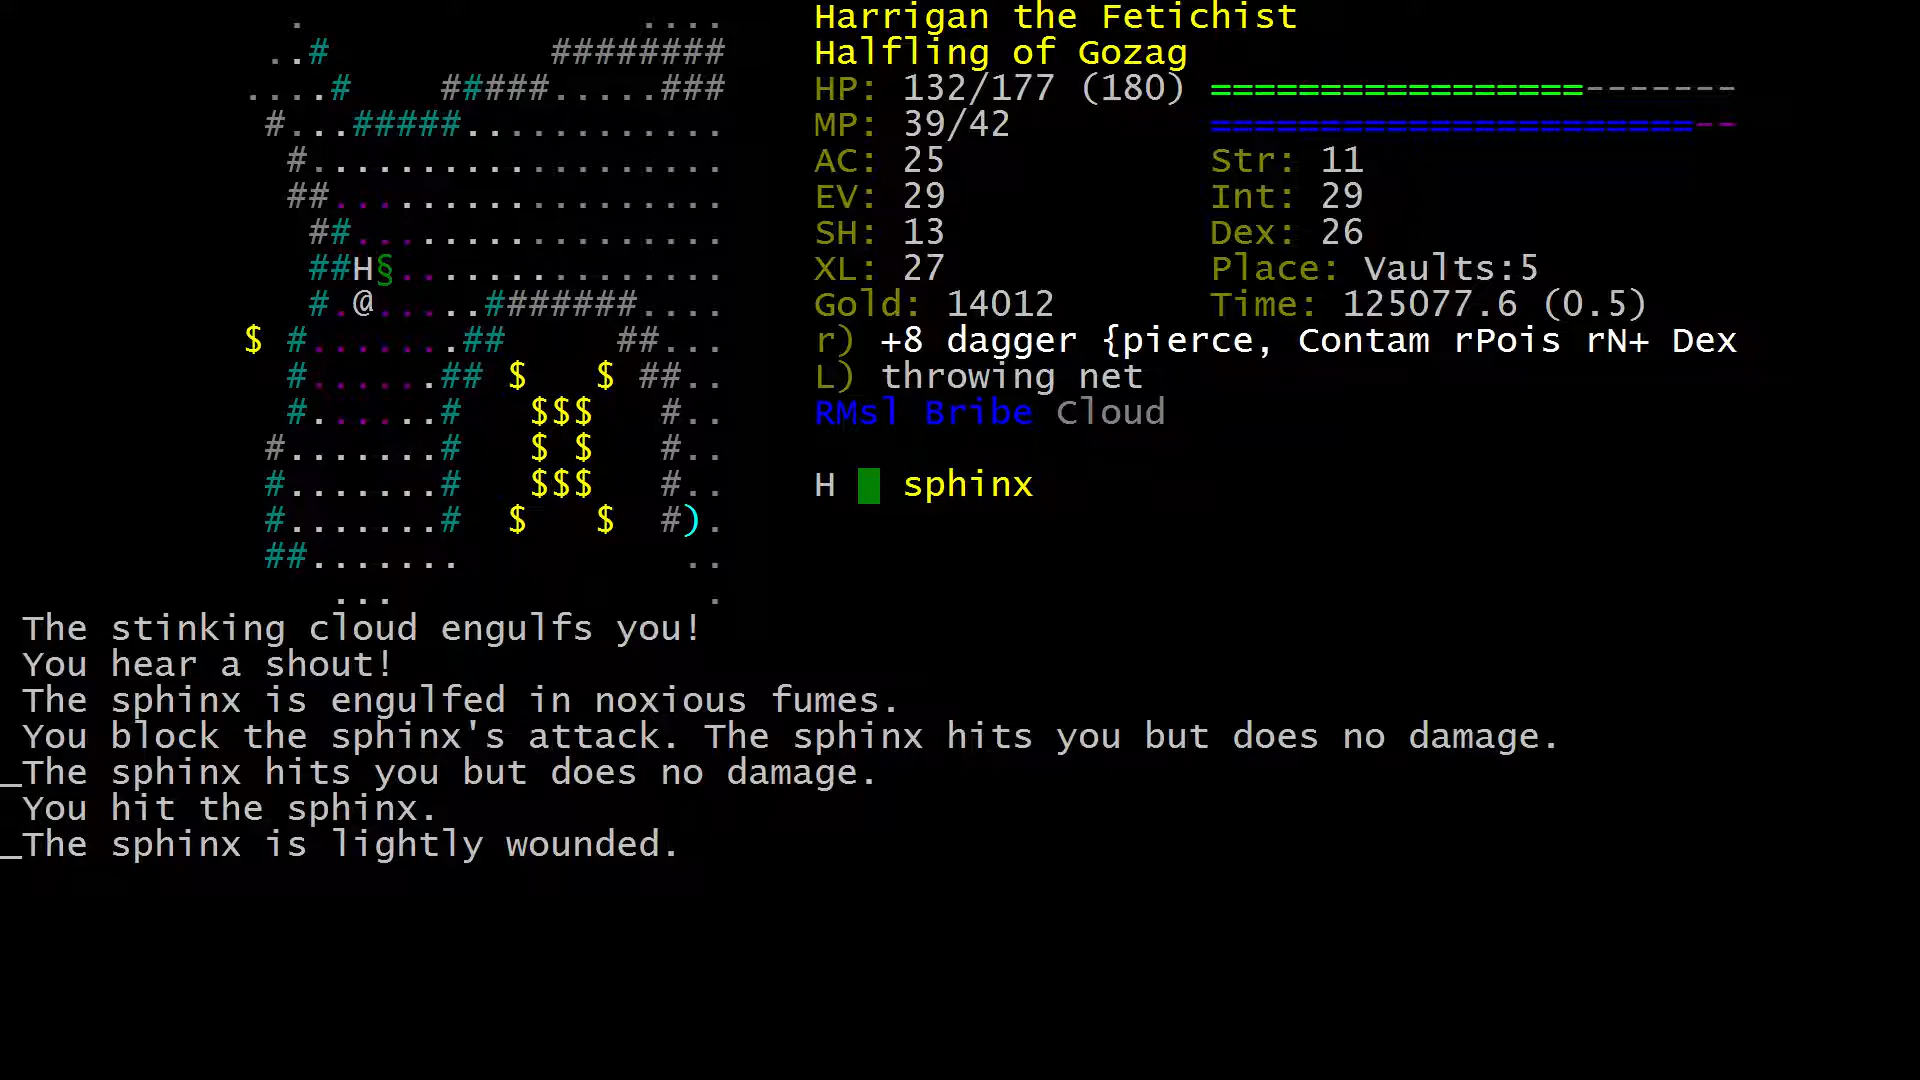 .              ....
                         ..#          ########
                        ....#    #####.....###
                         #...#####............
                          #...................
                          ##..................
                           ##.................
                           ##H§...............
                           # .@.....#######....
                        $ #.......##     ##...
                          #......## $   $ ##..
                          #......#   $$$   #..
                         #.......#   $ $   #..
                         #.......#   $$$   #..
                         #.......#  $   $  #).
                         ##.......          ..
                            ...              .
Harrigan the Fetichist
Halfling of Gozag
HP: 132/177 (180) =================-------
MP: 39/42 ======================--
AC: 25 Str: 11
EV: 29 Int: 29
SH: 13 Dex: 26
XL: 27 Place: Vaults:5
Gold: 14012 Time: 125077.6 (0.5)
r) +8 dagger {pierce, Contam rPois rN+ Dex
L) throwing net
RMsl Bribe Cloud
H sphinx
The stinking cloud engulfs you!
You hear a shout!
The sphinx is engulfed in noxious fumes.
You block the sphinx's attack. The sphinx hits you but does no damage.
_The sphinx hits you but does no damage.
You hit the sphinx.
_The sphinx is lightly wounded.